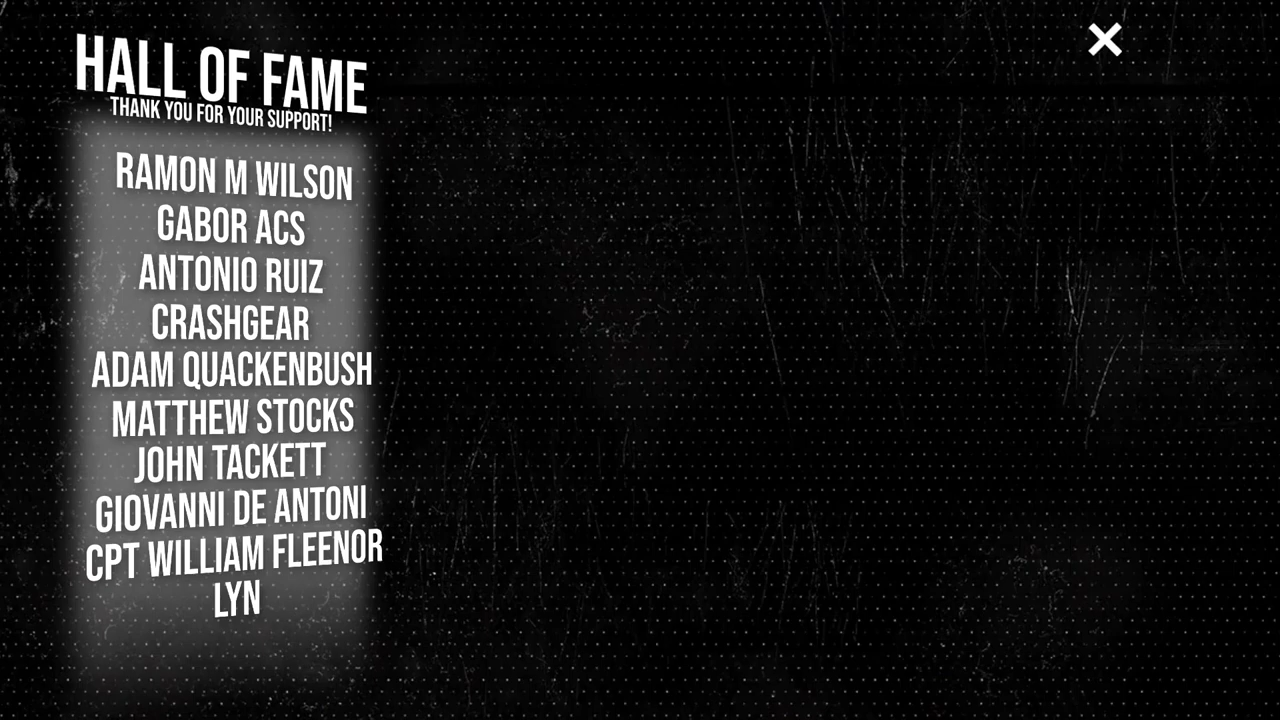 HALL OF FAME
THANK YOU FOR YOUR SUPPORT!
RAMON M WILSON
GABOR ACS
ANTONIO RUIZ
CRASHGEAR
ADAM QUACKENBUSH
MATTHEW STOCKS
JOHN TACKETT
GIOVANNI DE ANTONI
CPT WILLIAM FLEENOR
LYN